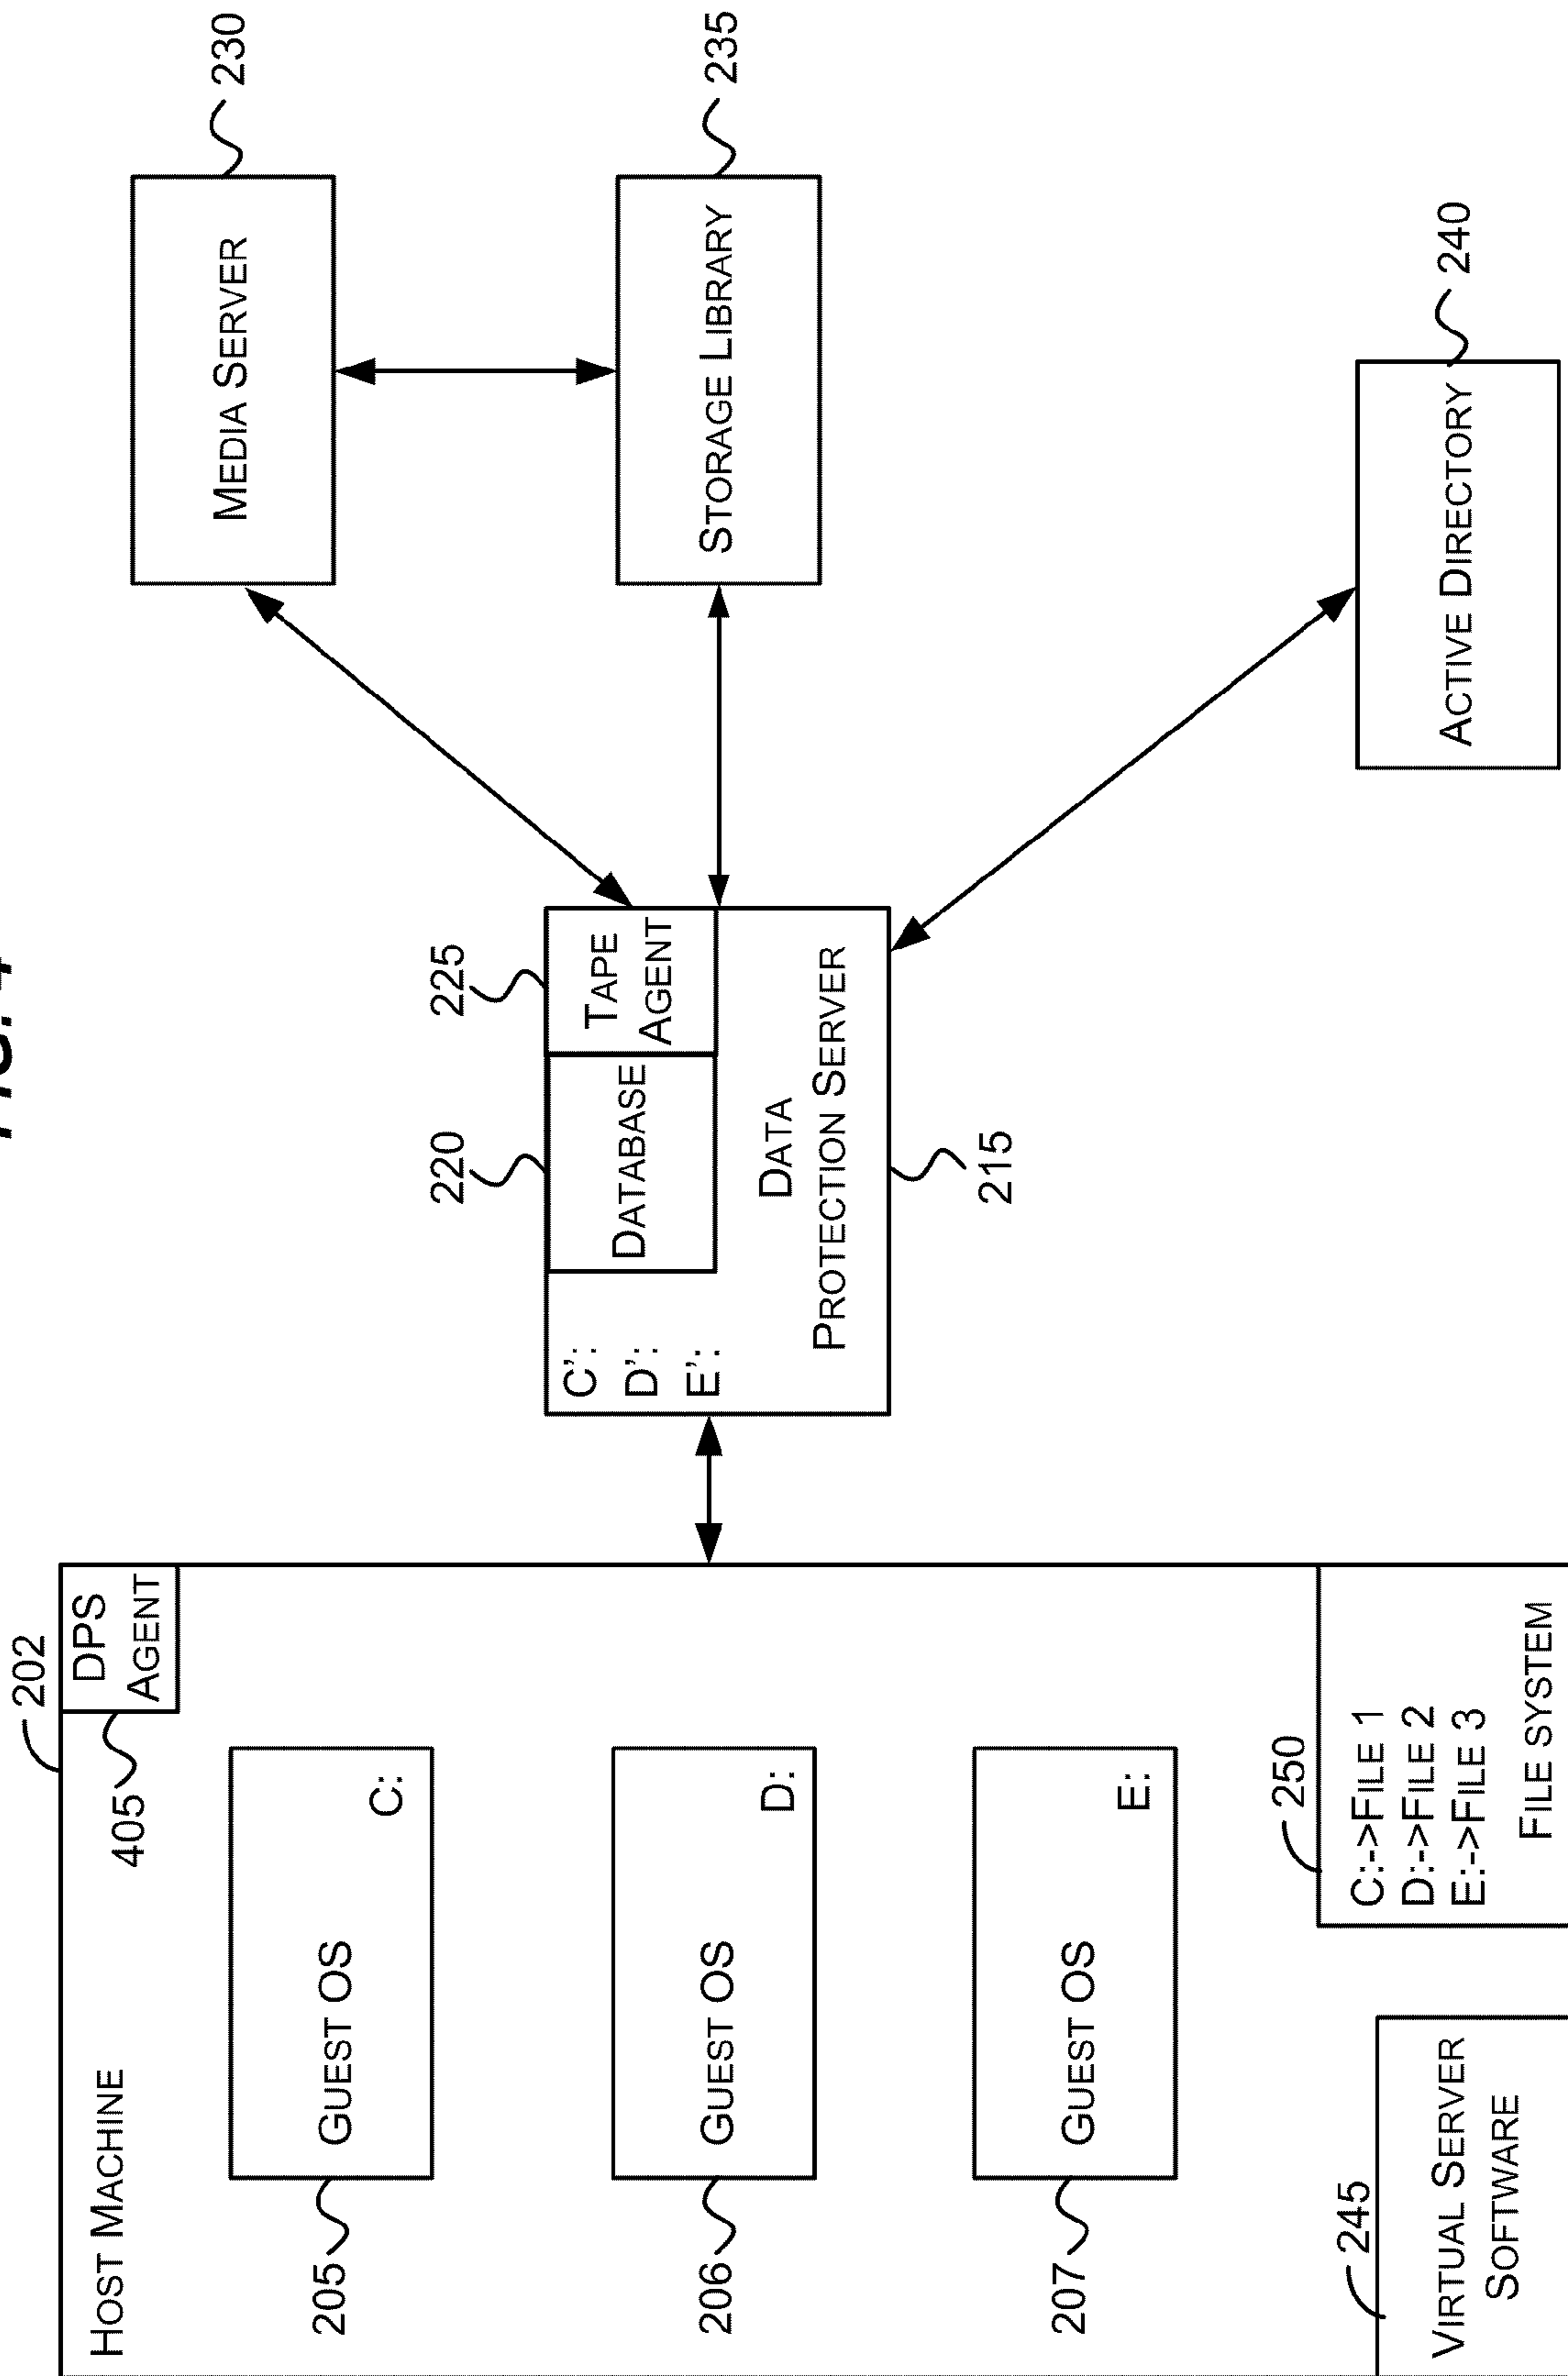 FIG. 4
HOST MACHINE
202
DPS
AGENT
405
205
GUEST OS
C:
206
GUEST OS
D:
207
GUEST OS
E:
245
VIRTUAL SERVER
SOFTWARE
250
C:->FILE 1
D:->FILE 2
E:->FILE 3
FILE SYSTEM
C':
D':
E':
220
DATABASE
225
TAPE
AGENT
DATA
PROTECTION SERVER
215
MEDIA SERVER
230
STORAGE LIBRARY
235
ACTIVE DIRECTORY
240